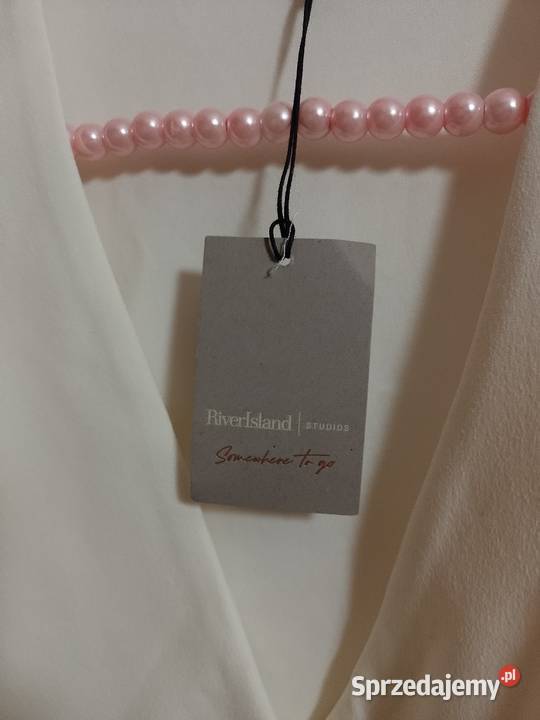 RiverIsland | STUDIOS
Somewhere to go
Sprzedajemy.pl